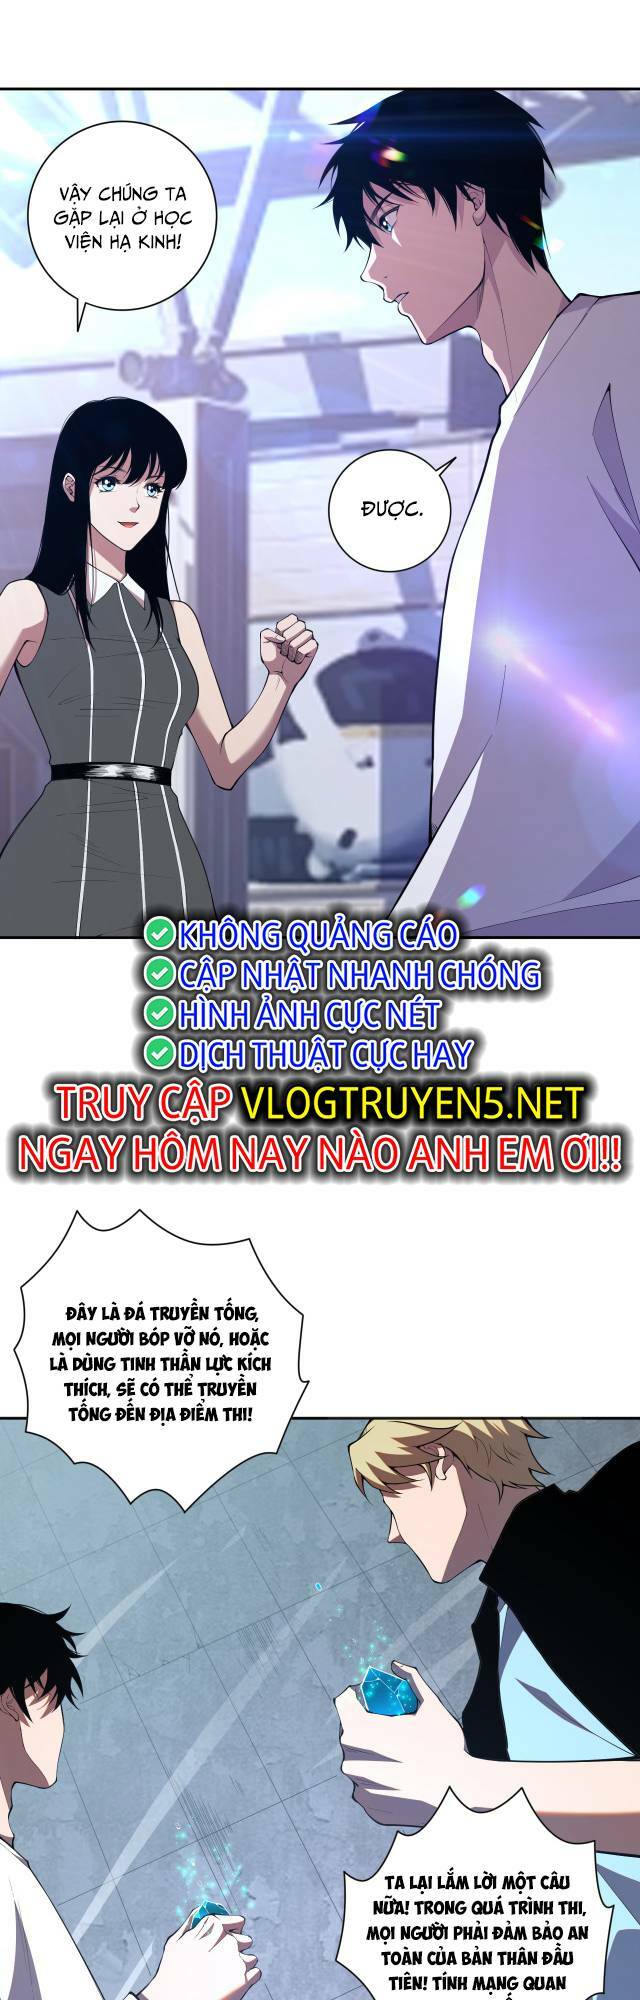 VẬY CHÚNG TA
GẶP LẠI Ở HỌC
VIỆN HẠ KINH!
ĐƯỢC.
KHÔNG QUẢNG CÁO
CẬP NHẬT NHANH CHÓNG
HÌNH ẢNH CỰC NÉT
DỊCH THUẬT CỰC HAY
TRUY CẬP VLOGTRUYEN5.NET
NGAY HÔM NAY NÀO ANH EM ƠI!!
ĐÂY LÀ ĐÁ TRUYỀN TỐNG,
MỌI NGƯỜI BÓP VỠ NÓ, HOẶC
LÀ DÙNG TINH THẦN LỰC KÍCH
THÍCH, SẼ CÓ THỂ TRUYỀN
TỐNG ĐẾN ĐỊA ĐIỂM THI!
TA LẠI LẮM LỜI MỘT CÂU
NỮA! TRONG QUÁ TRÌNH THI,
MỌI NGƯỜI PHẢI ĐẢM BẢO AN
TOÀN CỦA BẢN THÂN ĐẦU
TIÊN! TÍNH MẠNG QUAN